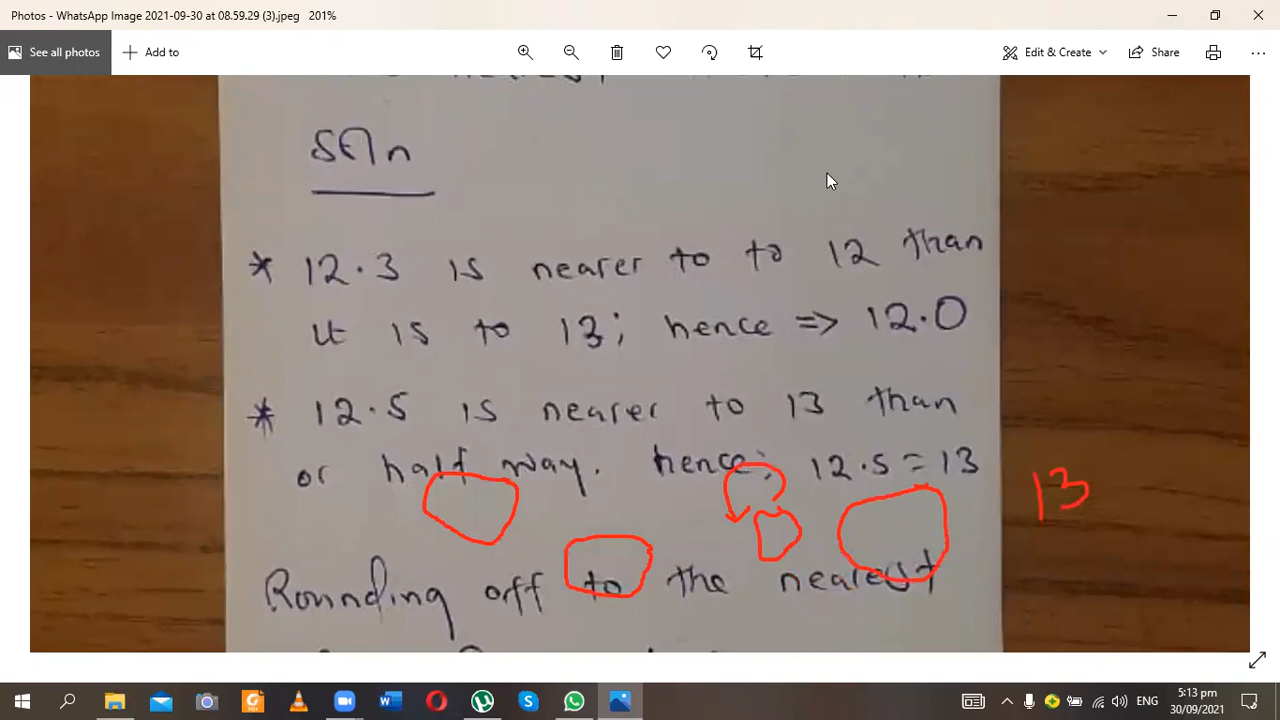 Photos - WhatsApp Image 2021-09-30 at 08.59.29 (3).jpeg 201%
See all photos
Add to
Edit & Create
Share
Soln
* 12.3 is nearer to to 12 than
it is to 13; hence => 12.0
* 12.5 is nearer to 13 than
or half way. hence; 12.5 = 13
13
Rounding off to the nearest
ENG
5:13 pm
30/09/2021